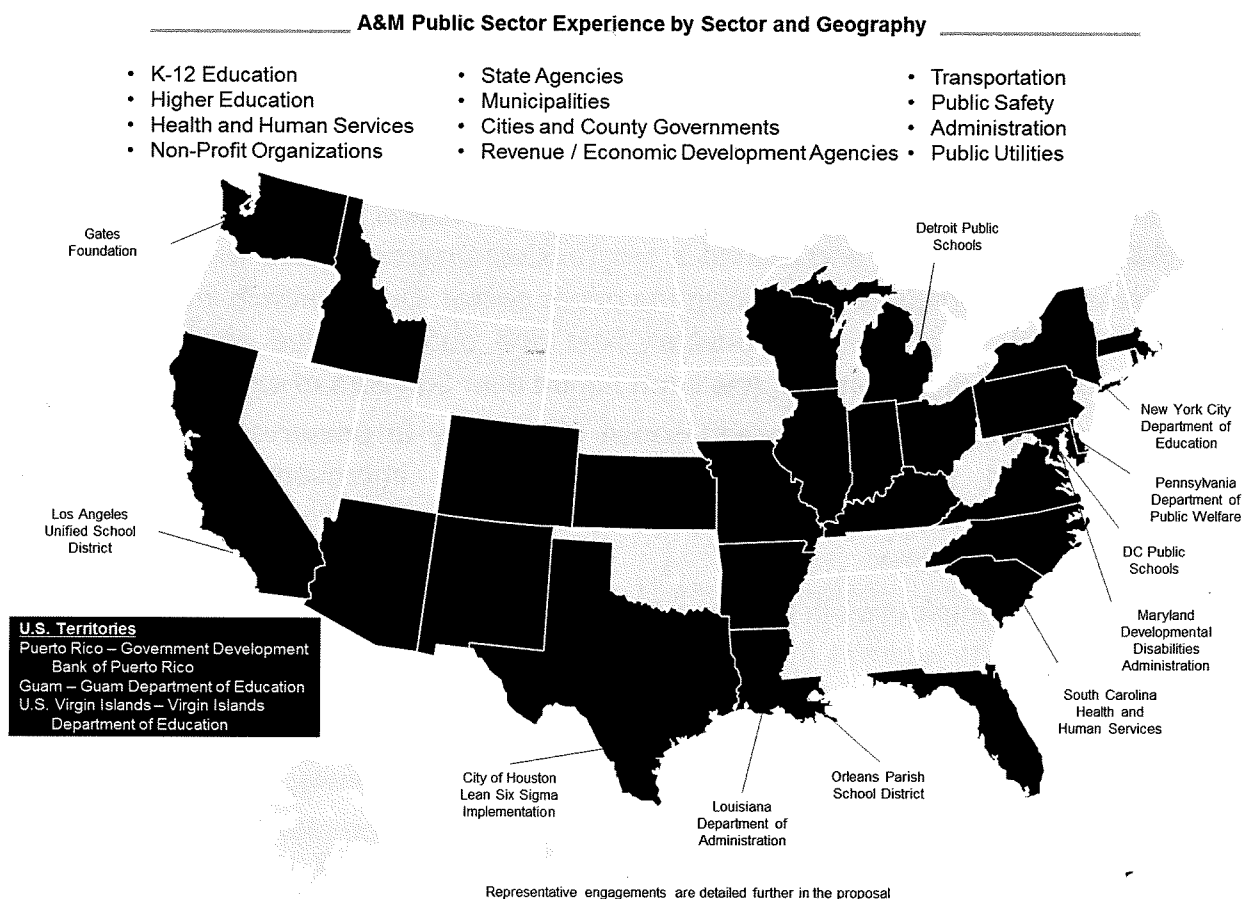 A&M Public Sector Experience by Sector and Geography
• K-12 Education
• Higher Education
• Health and Human Services
• Non-Profit Organizations
• State Agencies
• Municipalities
• Cities and County Governments
• Revenue / Economic Development Agencies
• Transportation
• Public Safety
• Administration
• Public Utilities
Gates
Foundation
Detroit Public
Schools
New York City
Department of
Education
Pennsylvania
Department of
Public Welfare
DC Public
Schools
Maryland
Developmental
Disabilities
Administration
South Carolina
Health and
Human Services
Los Angeles
Unified School
District
U.S. Territories
Puerto Rico – Government Development
Bank of Puerto Rico
Guam – Guam Department of Education
U.S. Virgin Islands – Virgin Islands
Department of Education
City of Houston
Lean Six Sigma
Implementation
Louisiana
Department of
Administration
Orleans Parish
School District
Representative engagements are detailed further in the proposal